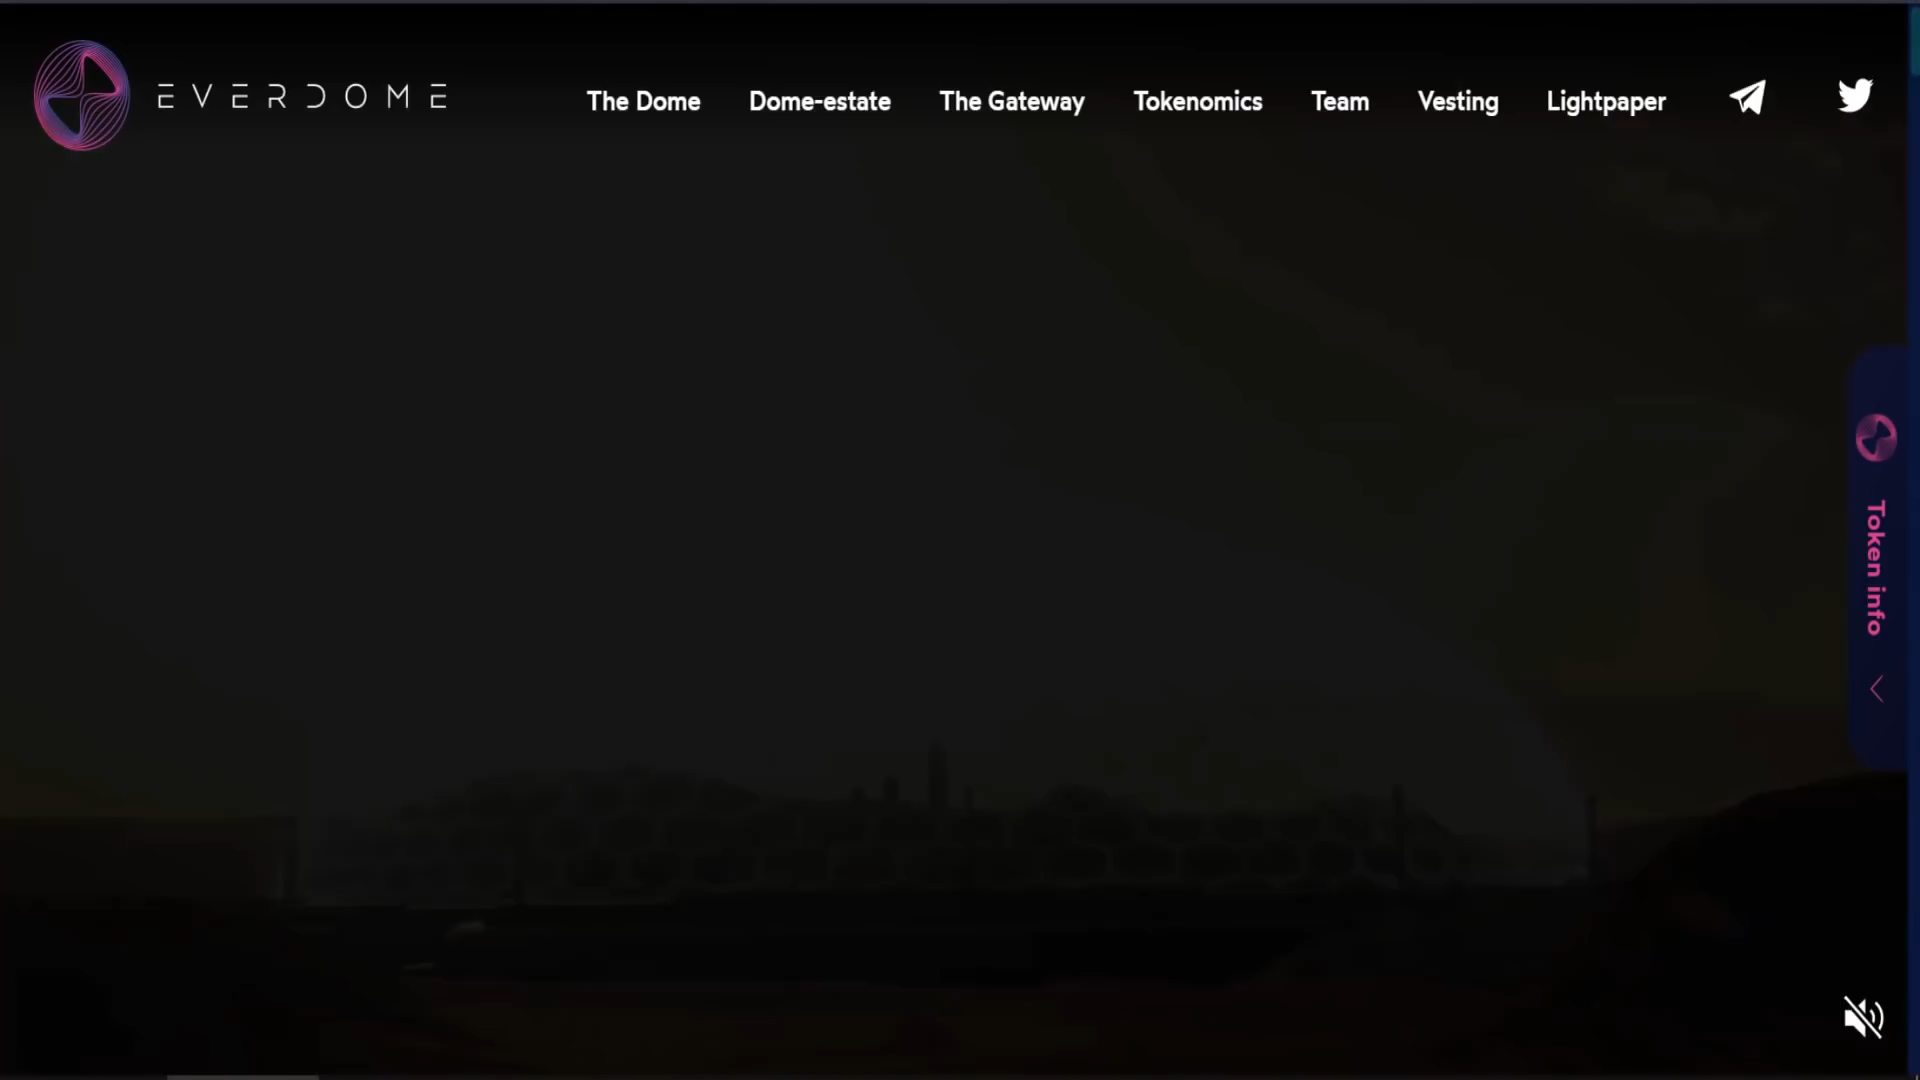 EVERDOME
The Dome
Dome-estate
The Gateway
Tokenomics
Team
Vesting
Lightpaper
Token info